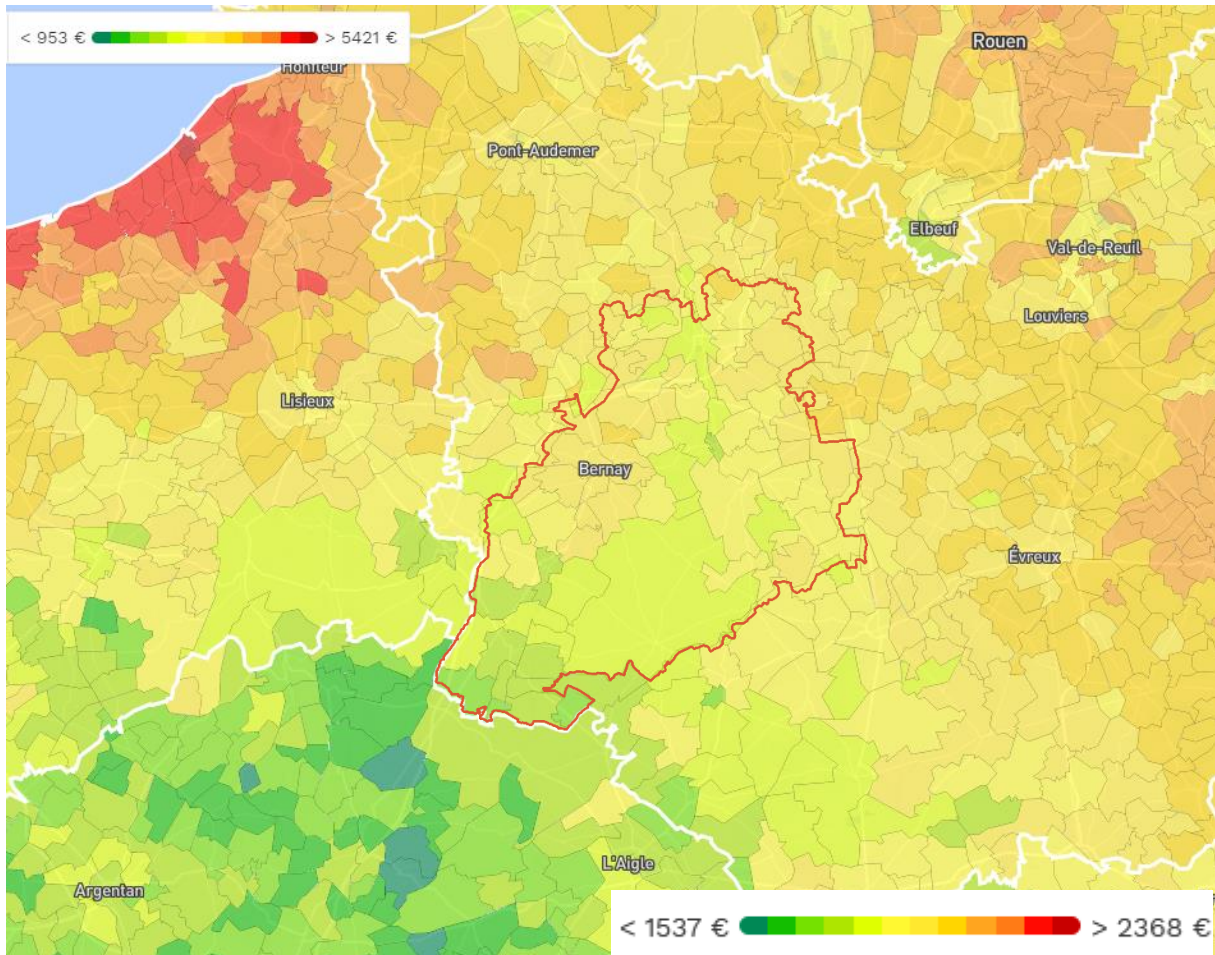 < 953 € > 5421 €
Rouen
Honfleur
Pont-Audemer
Elbeuf
Val-de-Reuil
Louviers
Lisieux
Bernay
Évreux
L'Aigle
Argentan
< 1537 € > 2368 €